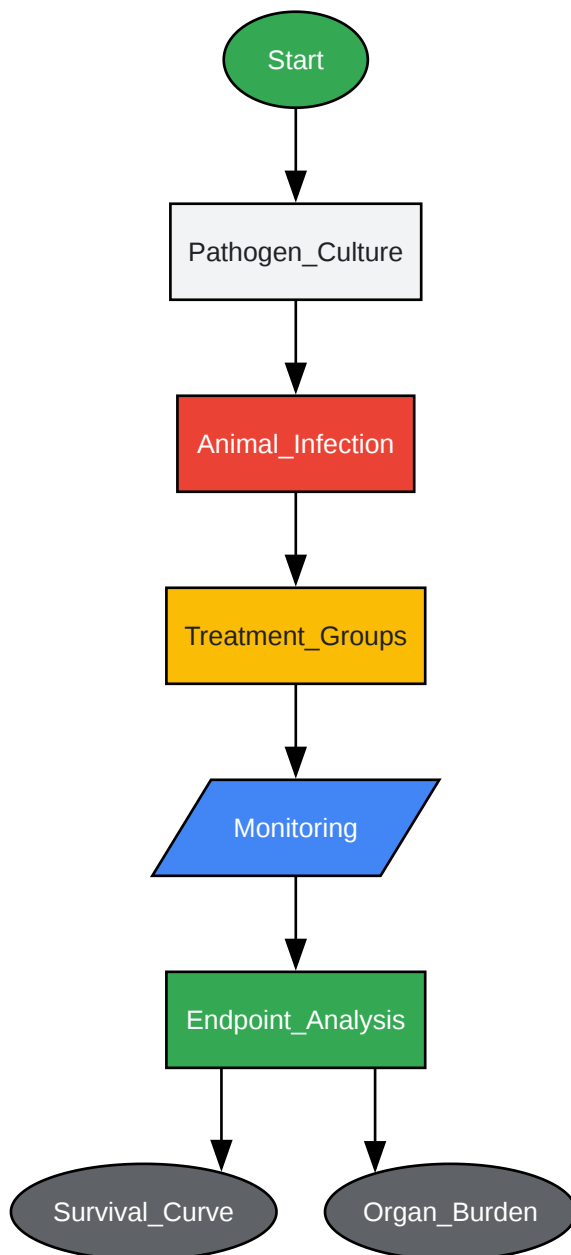 Start
Pathogen_Culture
Animal_Infection
Treatment_Groups
Monitoring
Endpoint_Analysis
Survival_Curve
Organ_Burden